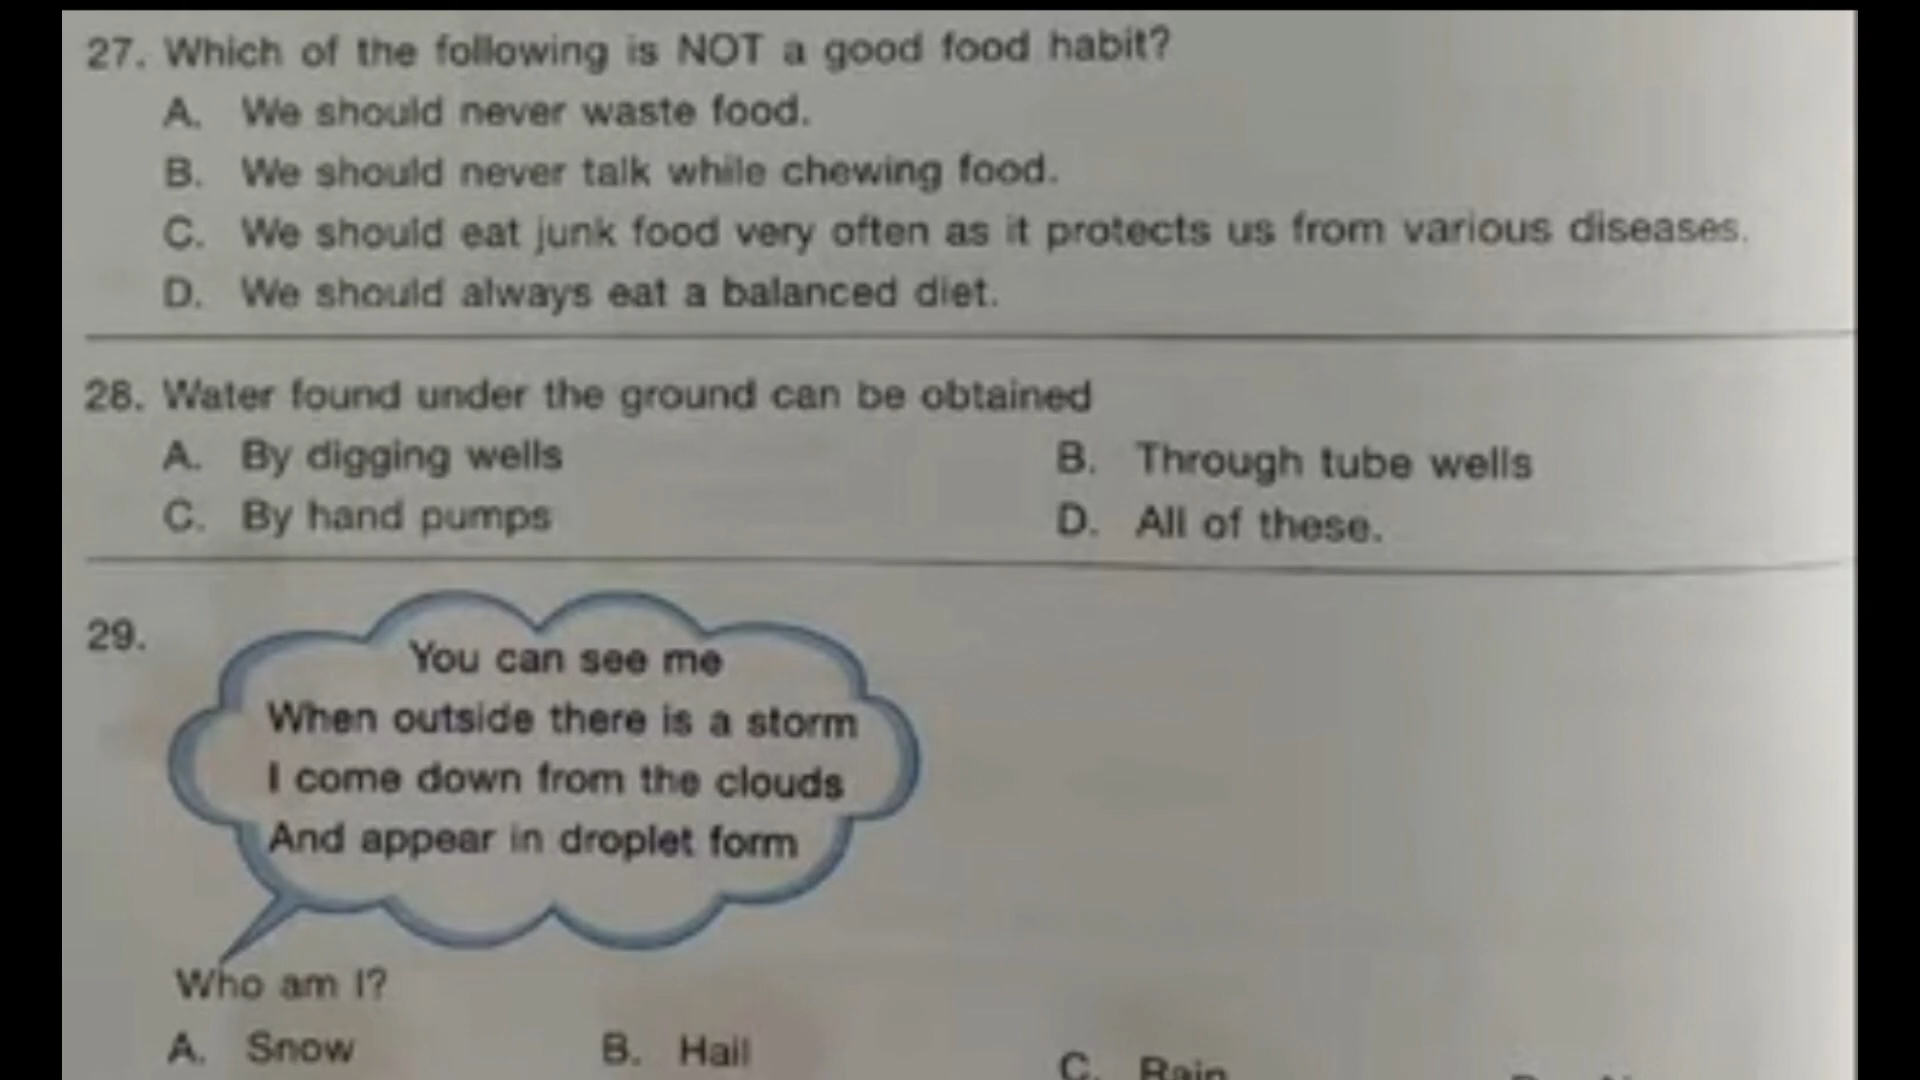 27. Which of the following is NOT a good food habit?
A. We should never waste food.
B. We should never talk while chewing food.
C. We should eat junk food very often as it protects us from various diseases.
D. We should always eat a balanced diet.
28. Water found under the ground can be obtained
A. By digging wells
B. Through tube wells
C. By hand pumps
D. All of these.
29.
You can see me
When outside there is a storm
I come down from the clouds
And appear in droplet form
Who am I?
A. Snow
B. Hail
C. Rain